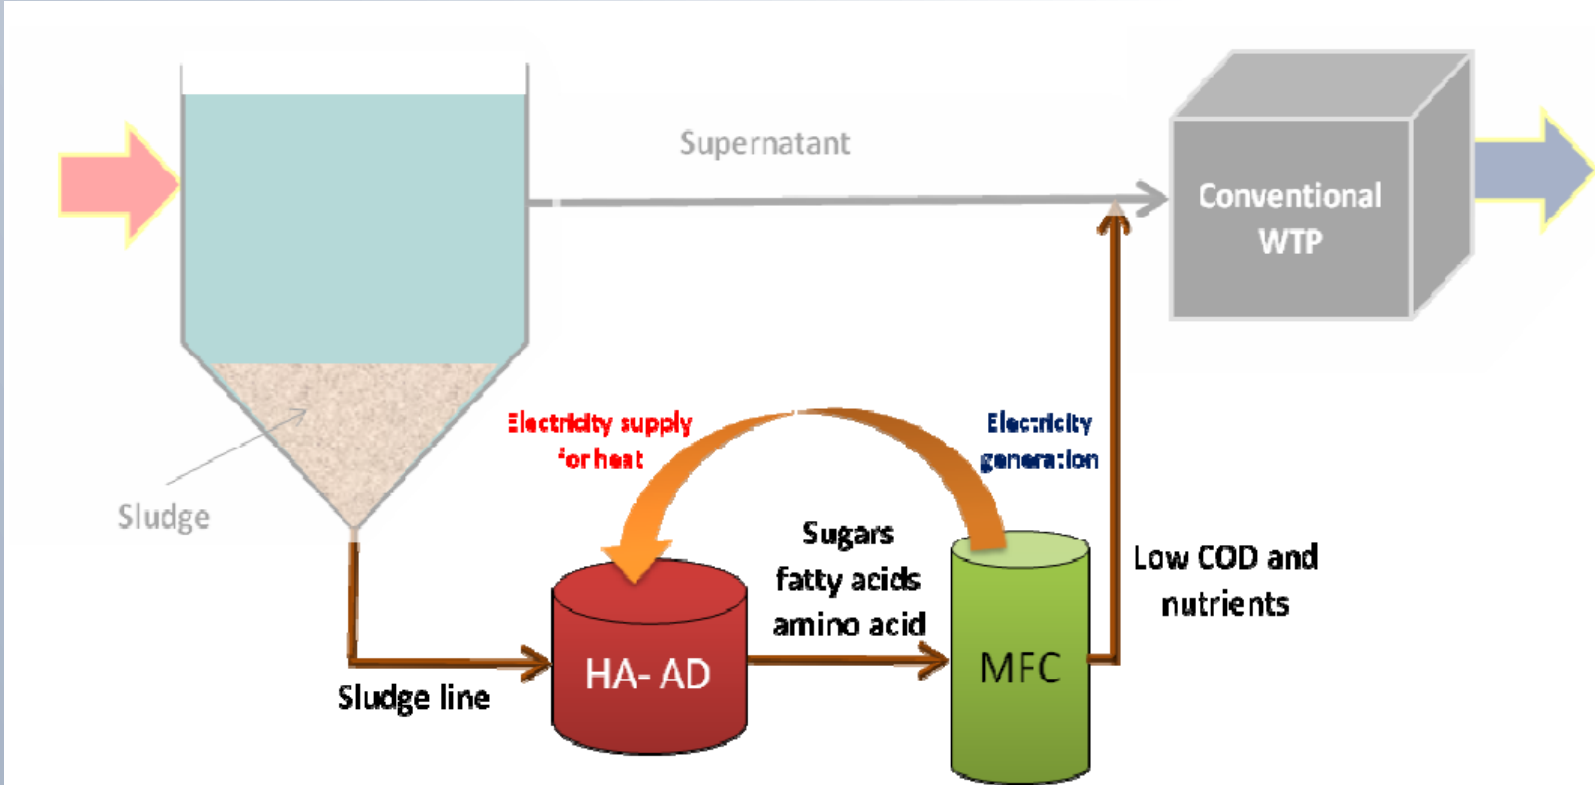 Supernatant
Conventional
WTP
Electricity supply
for heat
Electricity
generation
Sludge
Sugars
fatty acids
amino acid
Low COD and
nutrients
HA- AD
MFC
Sludge line